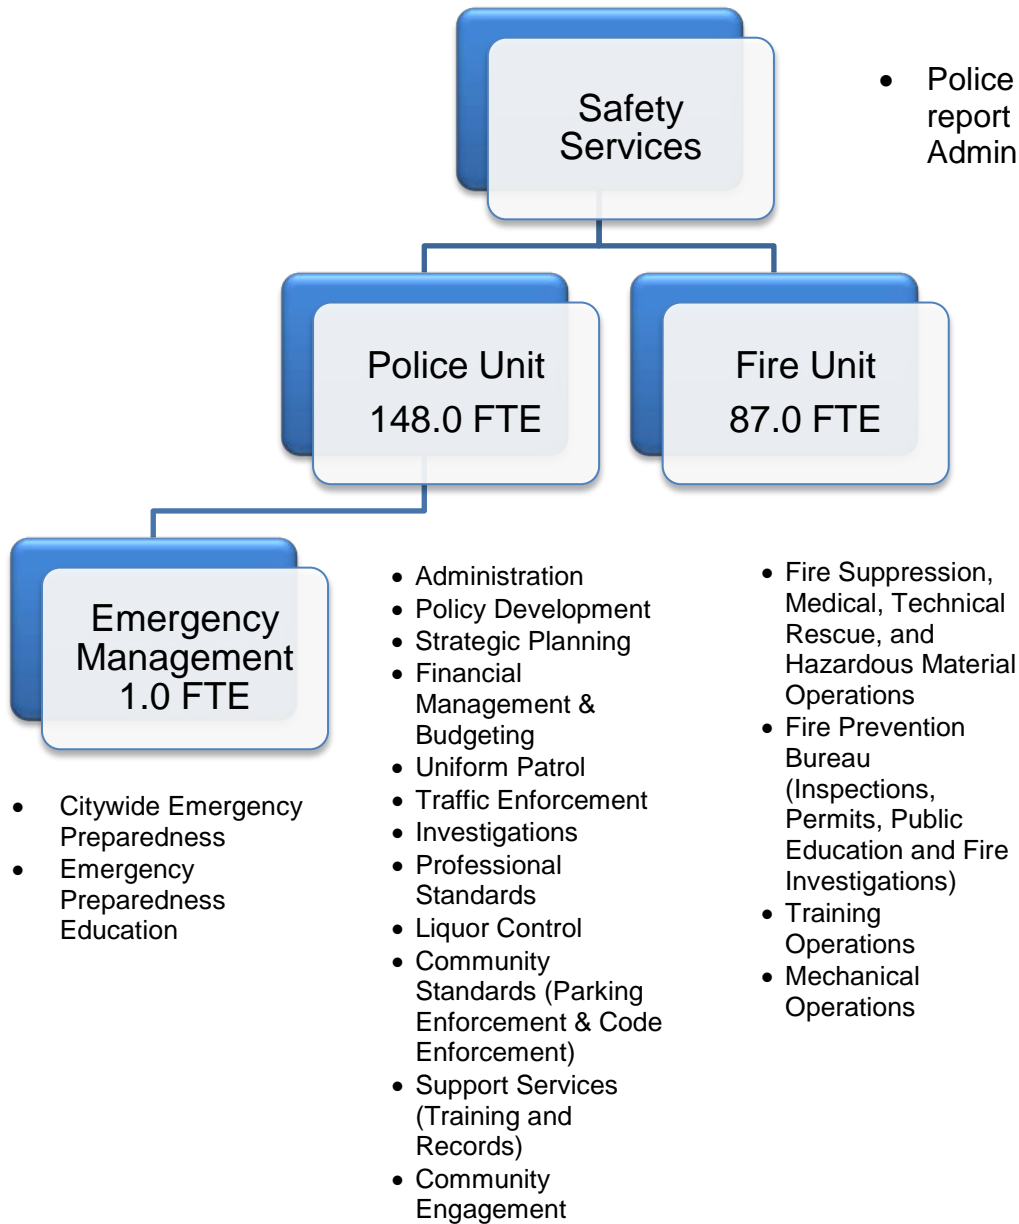 Safety
Services
• Police
report
Admin
Police Unit
148.0 FTE
Fire Unit
87.0 FTE
Emergency
Management
1.0 FTE
• Citywide Emergency
Preparedness
• Emergency
Preparedness
Education
• Administration
• Policy Development
• Strategic Planning
• Financial
Management &
Budgeting
• Uniform Patrol
• Traffic Enforcement
• Investigations
• Professional
Standards
• Liquor Control
• Community
Standards (Parking
Enforcement & Code
Enforcement)
• Support Services
(Training and
Records)
• Community
Engagement
• Fire Suppression,
Medical, Technical
Rescue, and
Hazardous Material
Operations
• Fire Prevention
Bureau
(Inspections,
Permits, Public
Education and Fire
Investigations)
• Training
Operations
• Mechanical
Operations